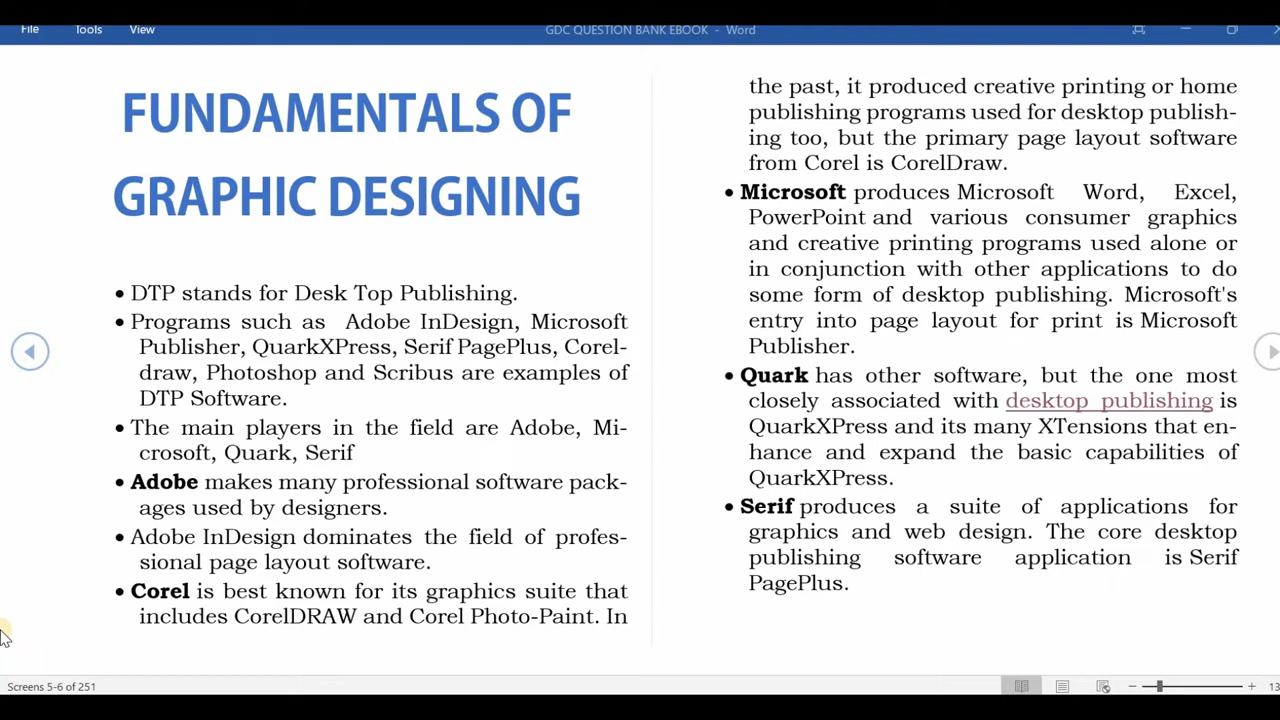 File Tools View
GDC QUESTION BANK EBOOK - Word
FUNDAMENTALS OF
GRAPHIC DESIGNING
• DTP stands for Desk Top Publishing.
• Programs such as Adobe InDesign, Microsoft
Publisher, QuarkXPress, Serif PagePlus, Corel-
draw, Photoshop and Scribus are examples of
DTP Software.
• The main players in the field are Adobe, Mi-
crosoft, Quark, Serif
• Adobe makes many professional software pack-
ages used by designers.
• Adobe InDesign dominates the field of profes-
sional page layout software.
• Corel is best known for its graphics suite that
includes CorelDRAW and Corel Photo-Paint. In
the past, it produced creative printing or home
publishing programs used for desktop publish-
ing too, but the primary page layout software
from Corel is CorelDraw.
• Microsoft produces Microsoft Word, Excel,
PowerPoint and various consumer graphics
and creative printing programs used alone or
in conjunction with other applications to do
some form of desktop publishing. Microsoft's
entry into page layout for print is Microsoft
Publisher.
• Quark has other software, but the one most
closely associated with desktop publishing is
QuarkXPress and its many XTensions that en-
hance and expand the basic capabilities of
QuarkXPress.
• Serif produces a suite of applications for
graphics and web design. The core desktop
publishing software application is Serif
PagePlus.
Screens 5-6 of 251
13